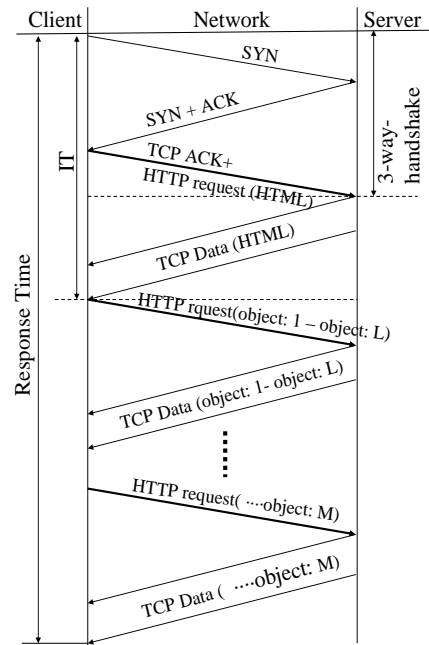 Client Network Server
SYN
SYN + ACK
TCP ACK+
HTTP request (HTML)
3-way-
handshake
IT
TCP Data (HTML)
HTTP rquest(object: 1 – object: L)
Response Time
TCP Data (object: 1- object: L)
HTTP request( ....object: M)
TCP Data ( ....object: M)